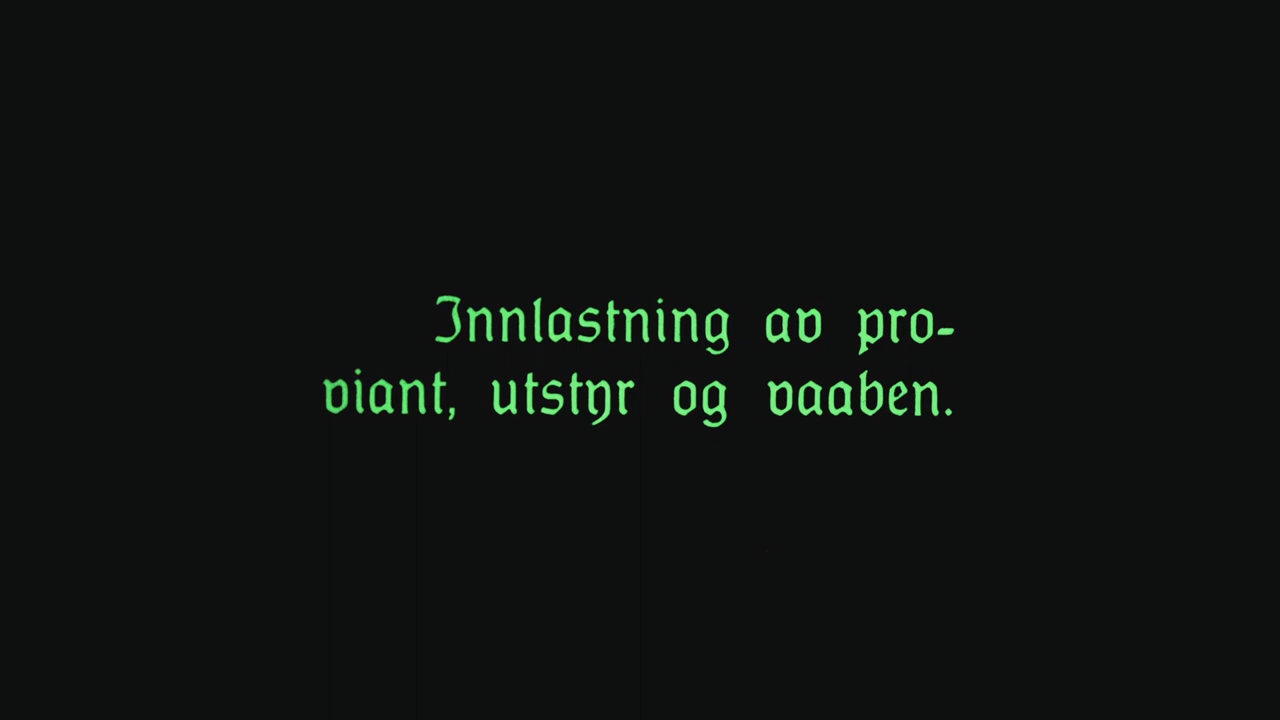 Innlastning av pro-
viant, utstyr og vaaben.